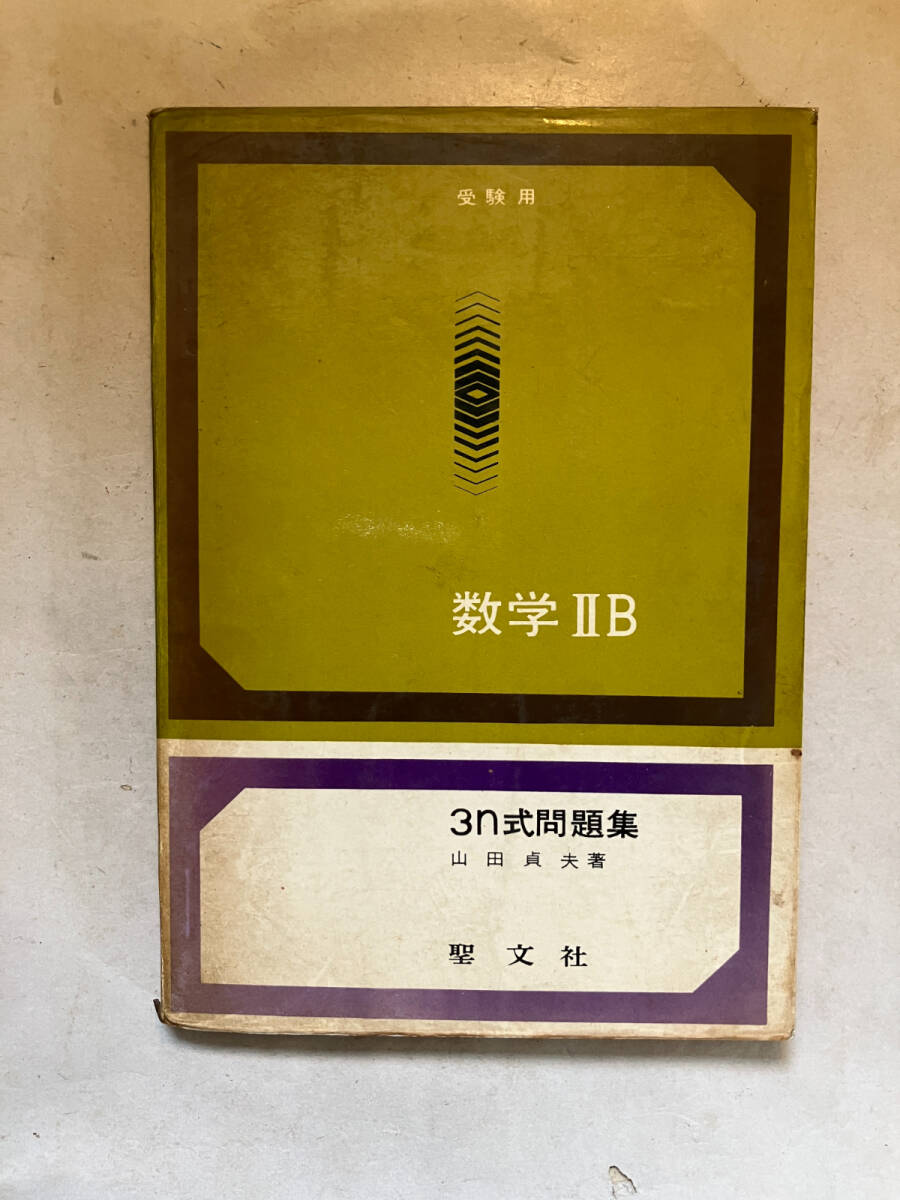 受験用
数学ⅡB
3n式問題集
山田貞夫著
聖文社